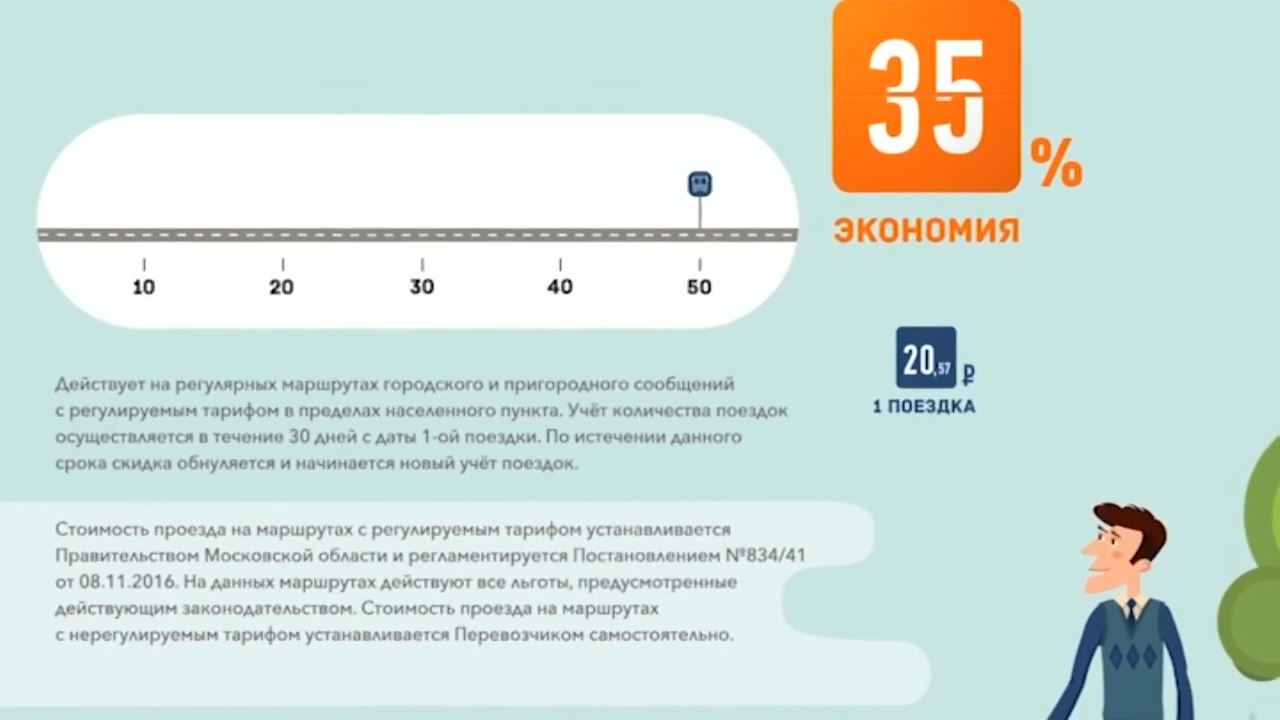 35
%
ЭКОНОМИЯ
10 20 30 40 50
20,57 ₽
1 ПОЕЗДКА
Действует на регулярных маршрутах городского и пригородного сообщений
с регулируемым тарифом в пределах населенного пункта. Учёт количества поездок
осуществляется в течение 30 дней с даты 1-ой поездки. По истечении данного
срока скидка обнуляется и начинается новый учёт поездок.
Стоимость проезда на маршрутах с регулируемым тарифом устанавливается
Правительством Московской области и регламентируется Постановлением №834/41
от 08.11.2016. На данных маршрутах действуют все льготы, предусмотренные
действующим законодательством. Стоимость проезда на маршрутах
с нерегулируемым тарифом устанавливается Перевозчиком самостоятельно.